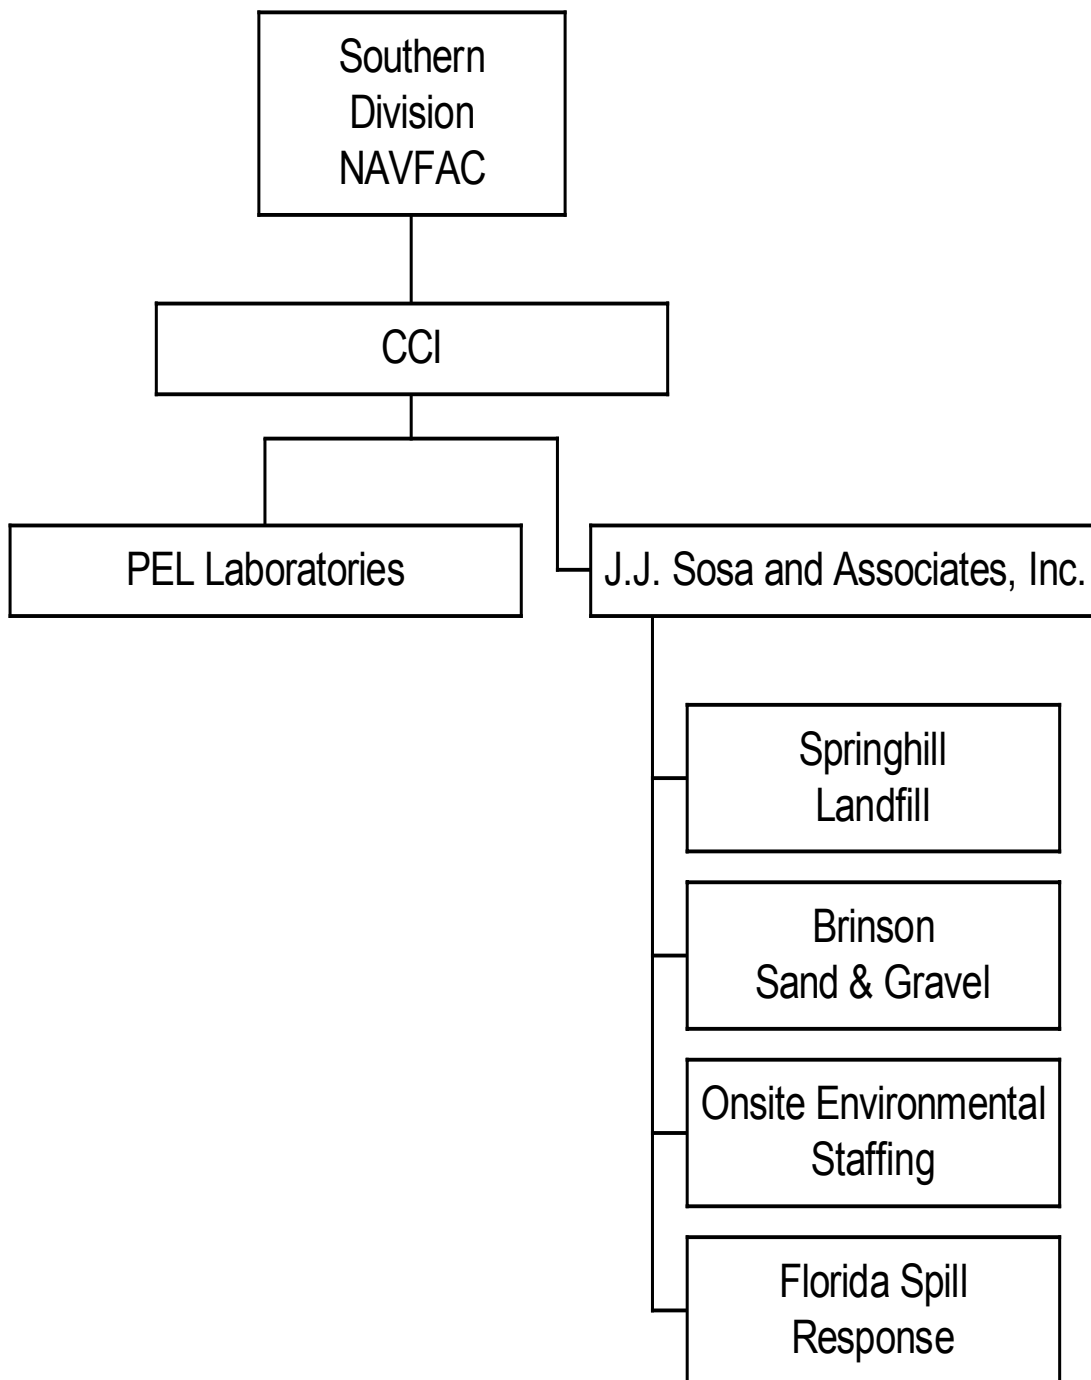 Southern
Division
NAVFAC
CCI
PEL Laboratories
J.J. Sosa and Associates, Inc.
Springhill
Landfill
Brinson
Sand & Gravel
Onsite Environmental
Staffing
Florida Spill
Response